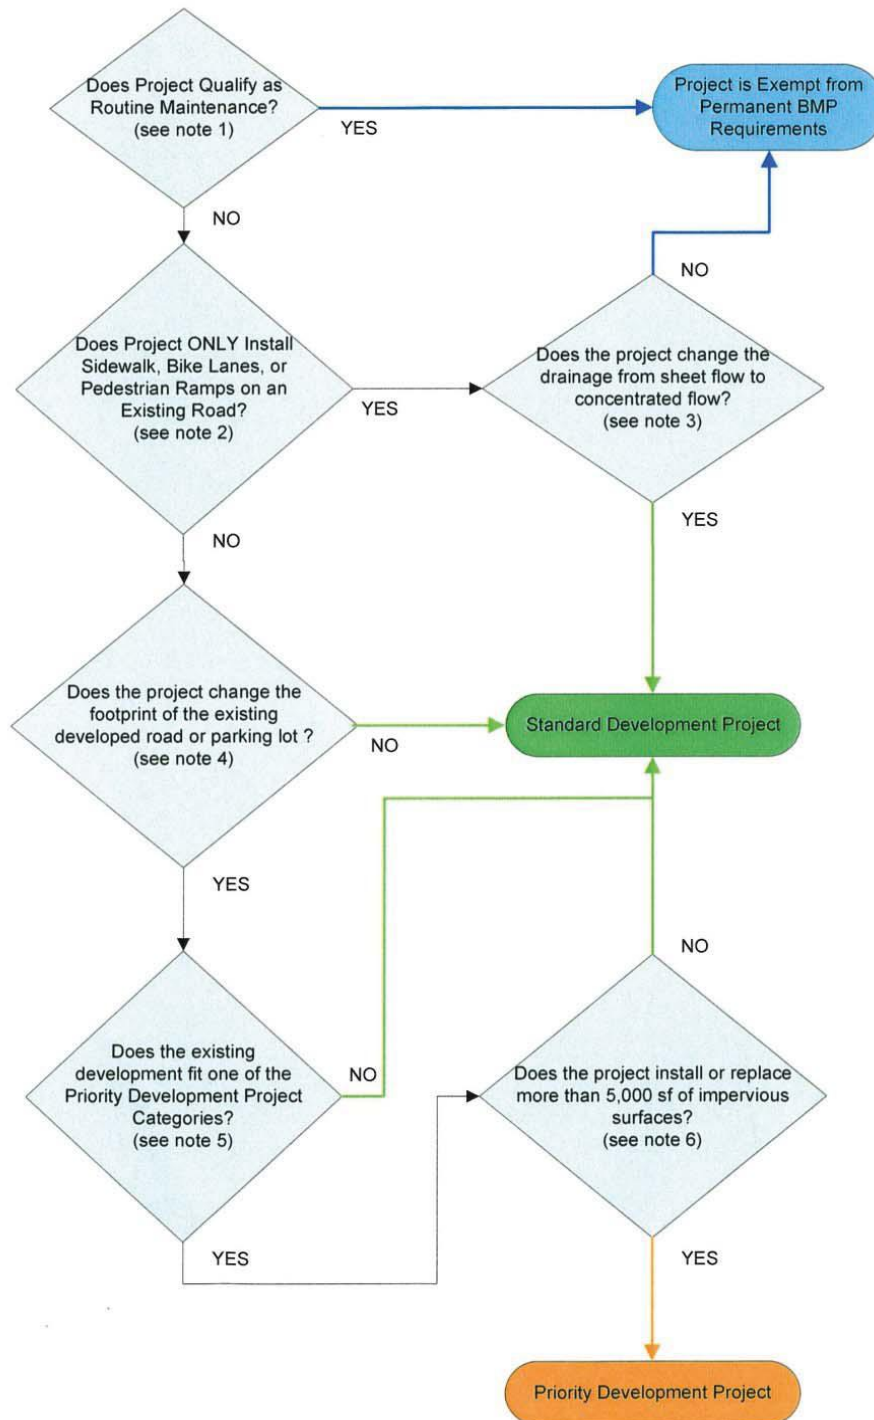 Does Project Qualify as
Routine Maintenance?
(see note 1)
YES
Project is Exempt from
Permanent BMP
Requirements
NO
NO
Does Project ONLY Install
Sidewalk, Bike Lanes, or
Pedestrian Ramps on an
Existing Road?
(see note 2)
YES
Does the project change the
drainage from sheet flow to
concentrated flow?
(see note 3)
NO
YES
Does the project change the
footprint of the existing
developed road or parking lot ?
(see note 4)
NO
Standard Development Project
YES
NO
Does the existing
development fit one of the
Priority Development Project
Categories?
(see note 5)
NO
Does the project install or replace
more than 5,000 sf of impervious
surfaces?
(see note 6)
YES
YES
Priority Development Project